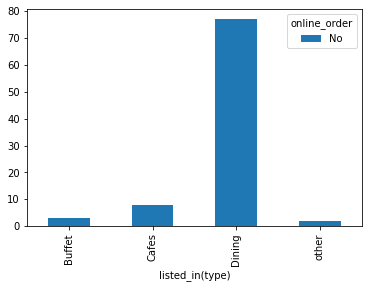 80
70
60
50
40
30
20
10
0
online_order
No
Buffet
Cafes
Dining
other
listed_in(type)